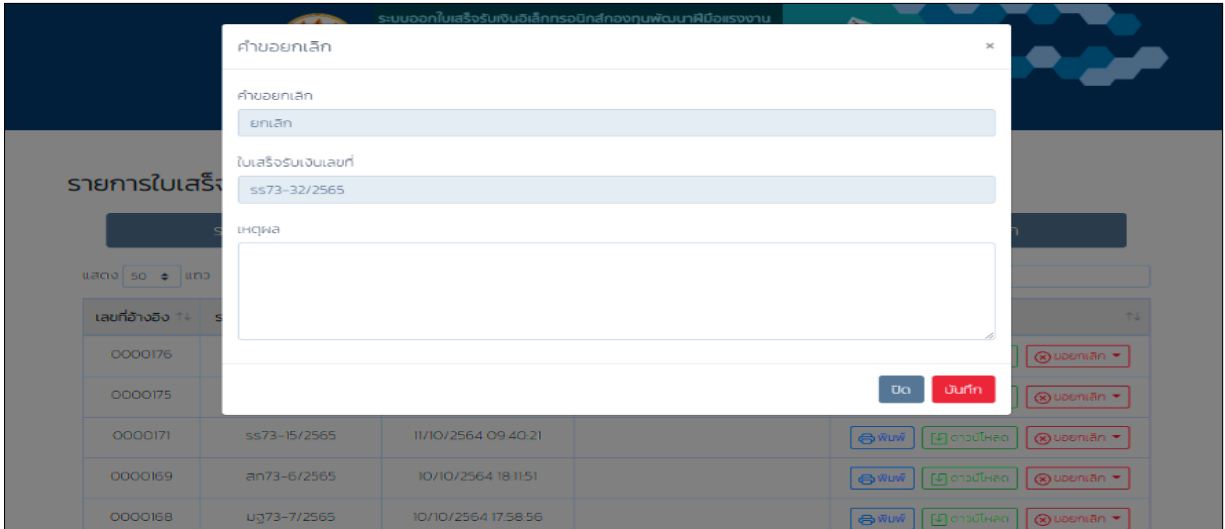 ระบบออกใบเสร็จรับเงินอิเล็กทรอนิกส์กองทุนพัฒนาฝีมือแรงงาน
คำขอยกเลิก ×
คำขอยกเลิก
ยกเลิก
ใบเสร็จรับเงินเลขที่
รายการใบเสร็จ
รร73-32/2565
เหตุผล
แสดง 50 แถว
เลขที่อ้างอิง
0000176 ขอยกเลิก
ปิด บันทึก
0000175 ขอยกเลิก
0000171 รร73-15/2565 11/10/2564 09:40:21 พิมพ์ ดาวน์โหลด ขอยกเลิก
0000169 สก73-6/2565 10/10/2564 18:11:51 พิมพ์ ดาวน์โหลด ขอยกเลิก
0000168 มฐ73-7/2565 10/10/2564 17:58:56 พิมพ์ ดาวน์โหลด ขอยกเลิก